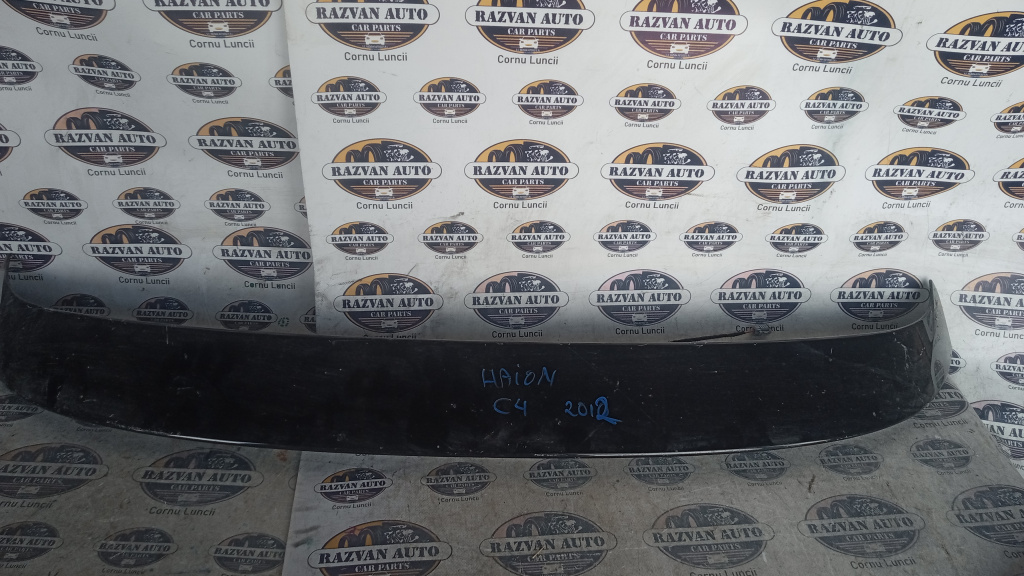 RAZVAN AUTO
CAR PARTS
Cornu Luncii
HAION
C4 2012